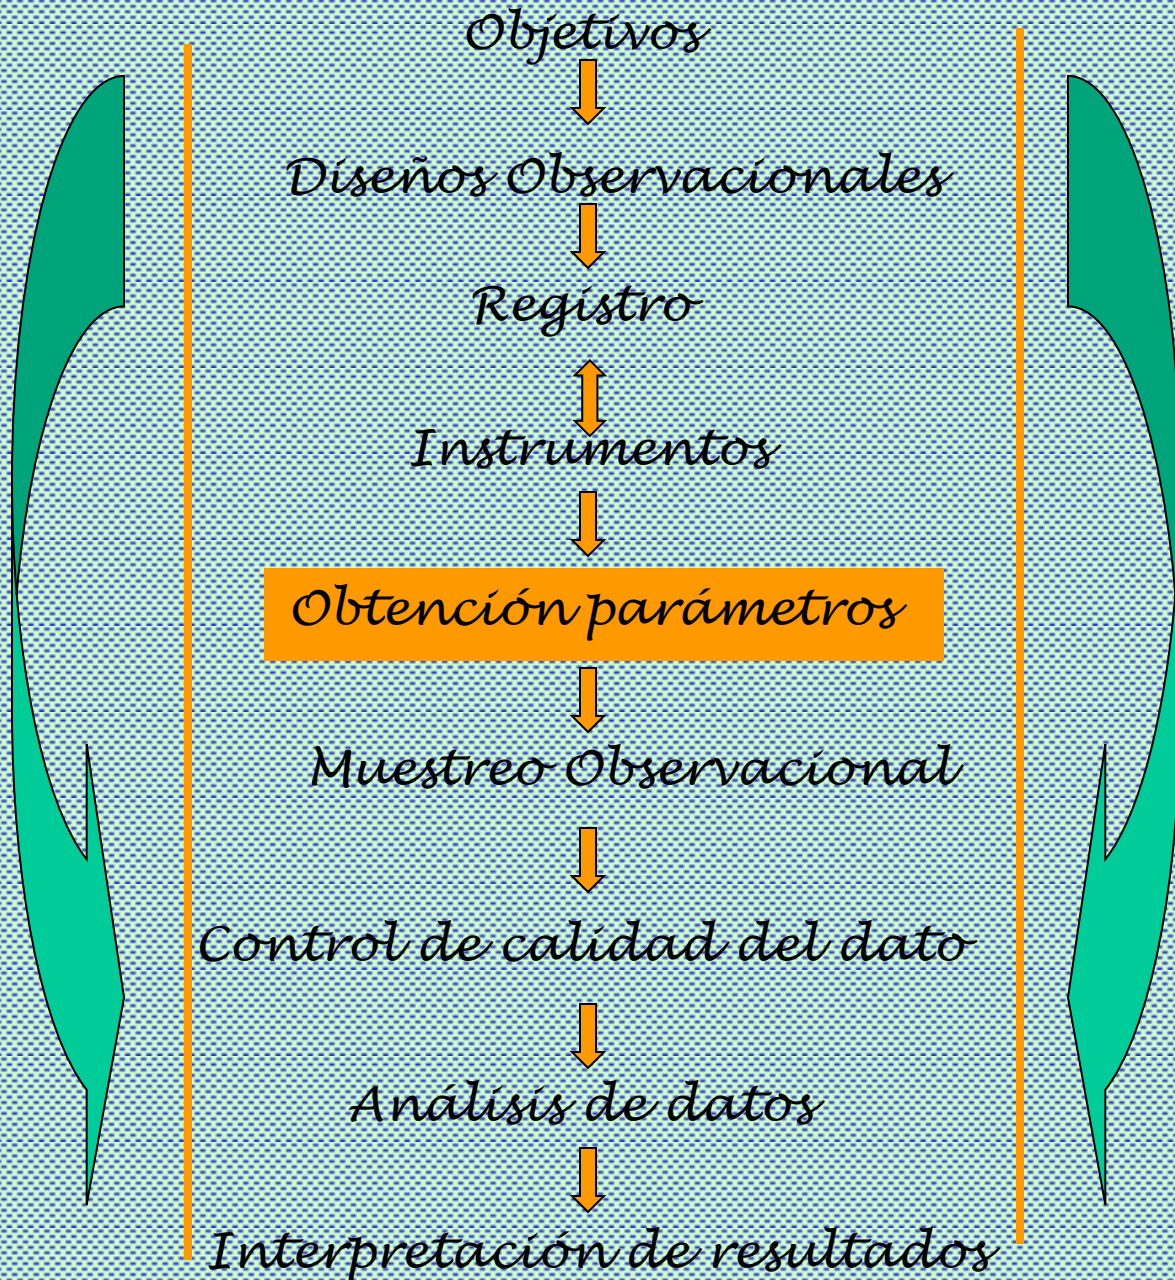 Objetivos
Diseños Observacionales
Registro
Instrumentos
Obtención parámetros
Muestreo Observacional
Control de calidad del dato
Análisis de datos
Interpretación de resultados